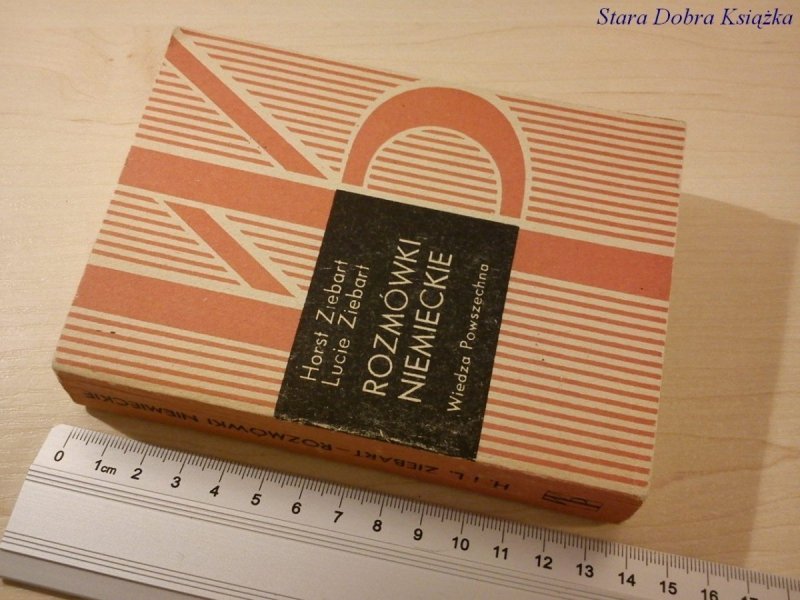 Stara Dobra Książka
Horst Ziebart
Lucie Ziebart
ROZMÓWKI
NIEMIECKIE
Wiedza Powszechna
H. I L. ZIEBART — ROZMÓWKI NIEMIECKIE
0 1cm 2 3 4 5 6 7 8 9 10 11 12 13 14 15 16 17